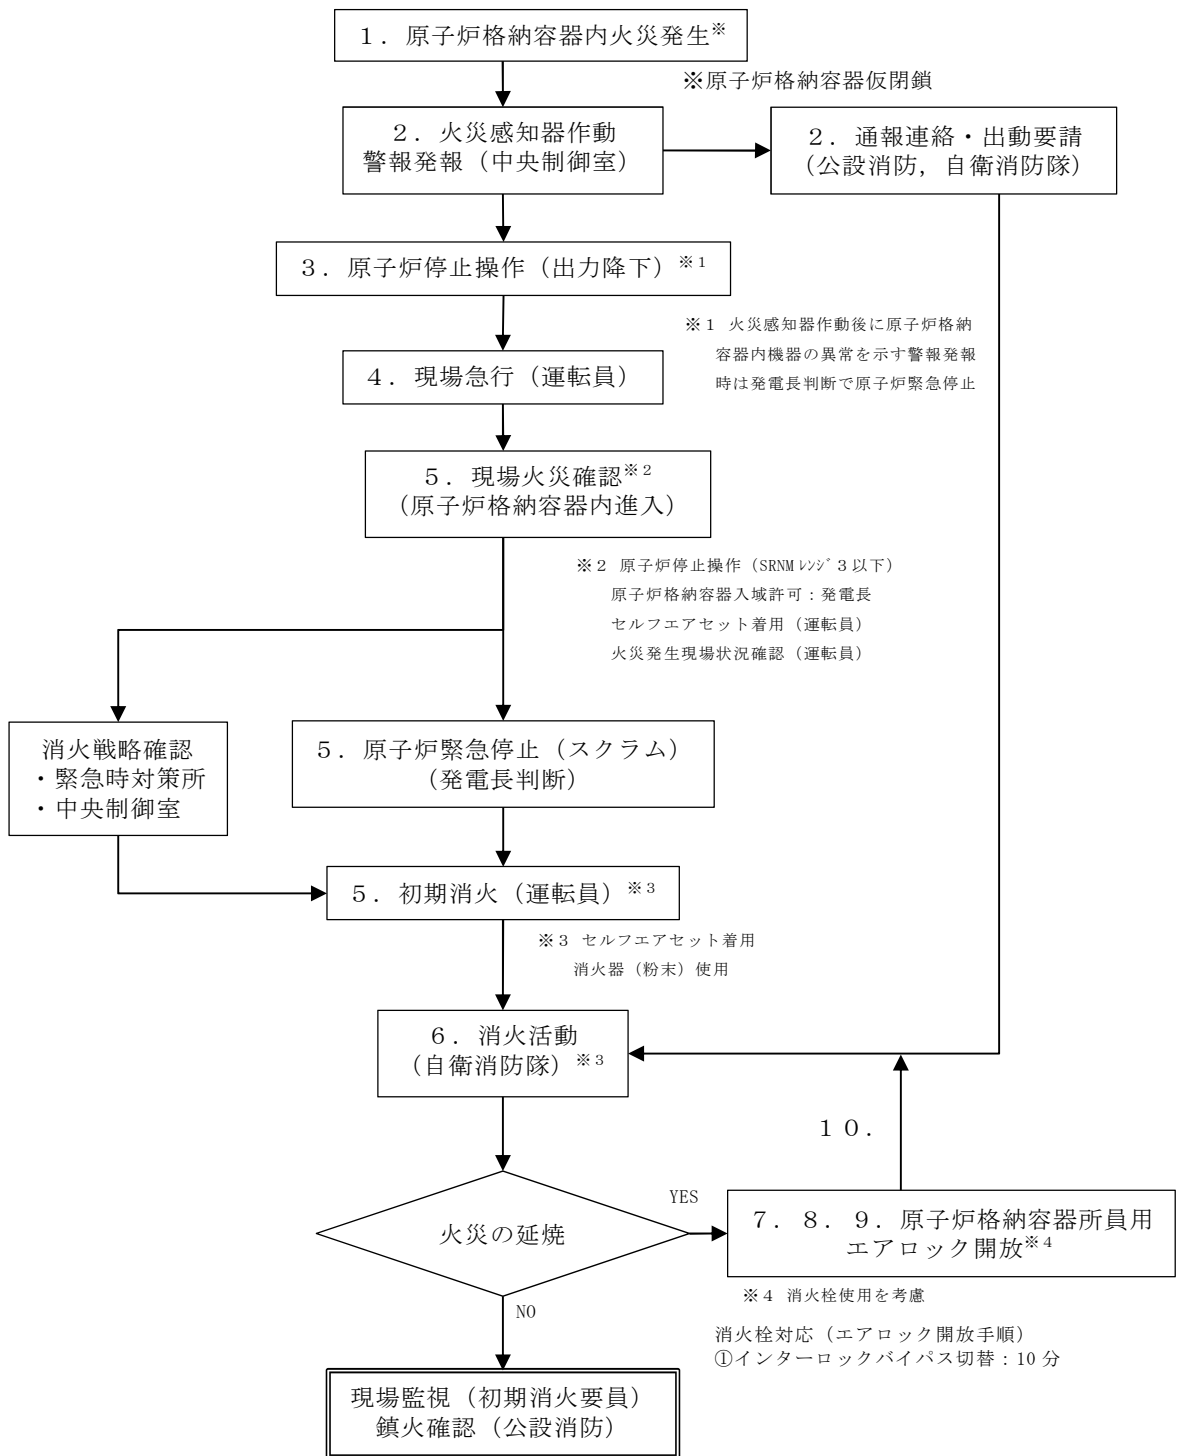 １．原子炉格納容器内火災発生※
※原子炉格納容器仮閉鎖
２．火災感知器作動
警報発報（中央制御室）
２．通報連絡・出動要請
（公設消防，自衛消防隊）
３．原子炉停止操作（出力降下）※１
※１ 火災感知器作動後に原子炉格納
容器内機器の異常を示す警報発報
時は発電長判断で原子炉緊急停止
４．現場急行（運転員）
５．現場火災確認※２
（原子炉格納容器内進入）
※２ 原子炉停止操作（SRNMﾚﾝｼﾞ３以下）
原子炉格納容器入域許可：発電長
セルフエアセット着用（運転員）
火災発生現場状況確認（運転員）
消火戦略確認
・緊急時対策所
・中央制御室
５．原子炉緊急停止（スクラム）
（発電長判断）
５．初期消火（運転員）※３
※３ セルフエアセット着用
消火器（粉末）使用
６．消火活動
（自衛消防隊）※３
１０．
火災の延焼
YES
７．８．９．原子炉格納容器所員用
エアロック開放※４
※４ 消火栓使用を考慮
NO
消火栓対応（エアロック開放手順）
①インターロックバイパス切替：10 分
現場監視（初期消火要員）
鎮火確認（公設消防）